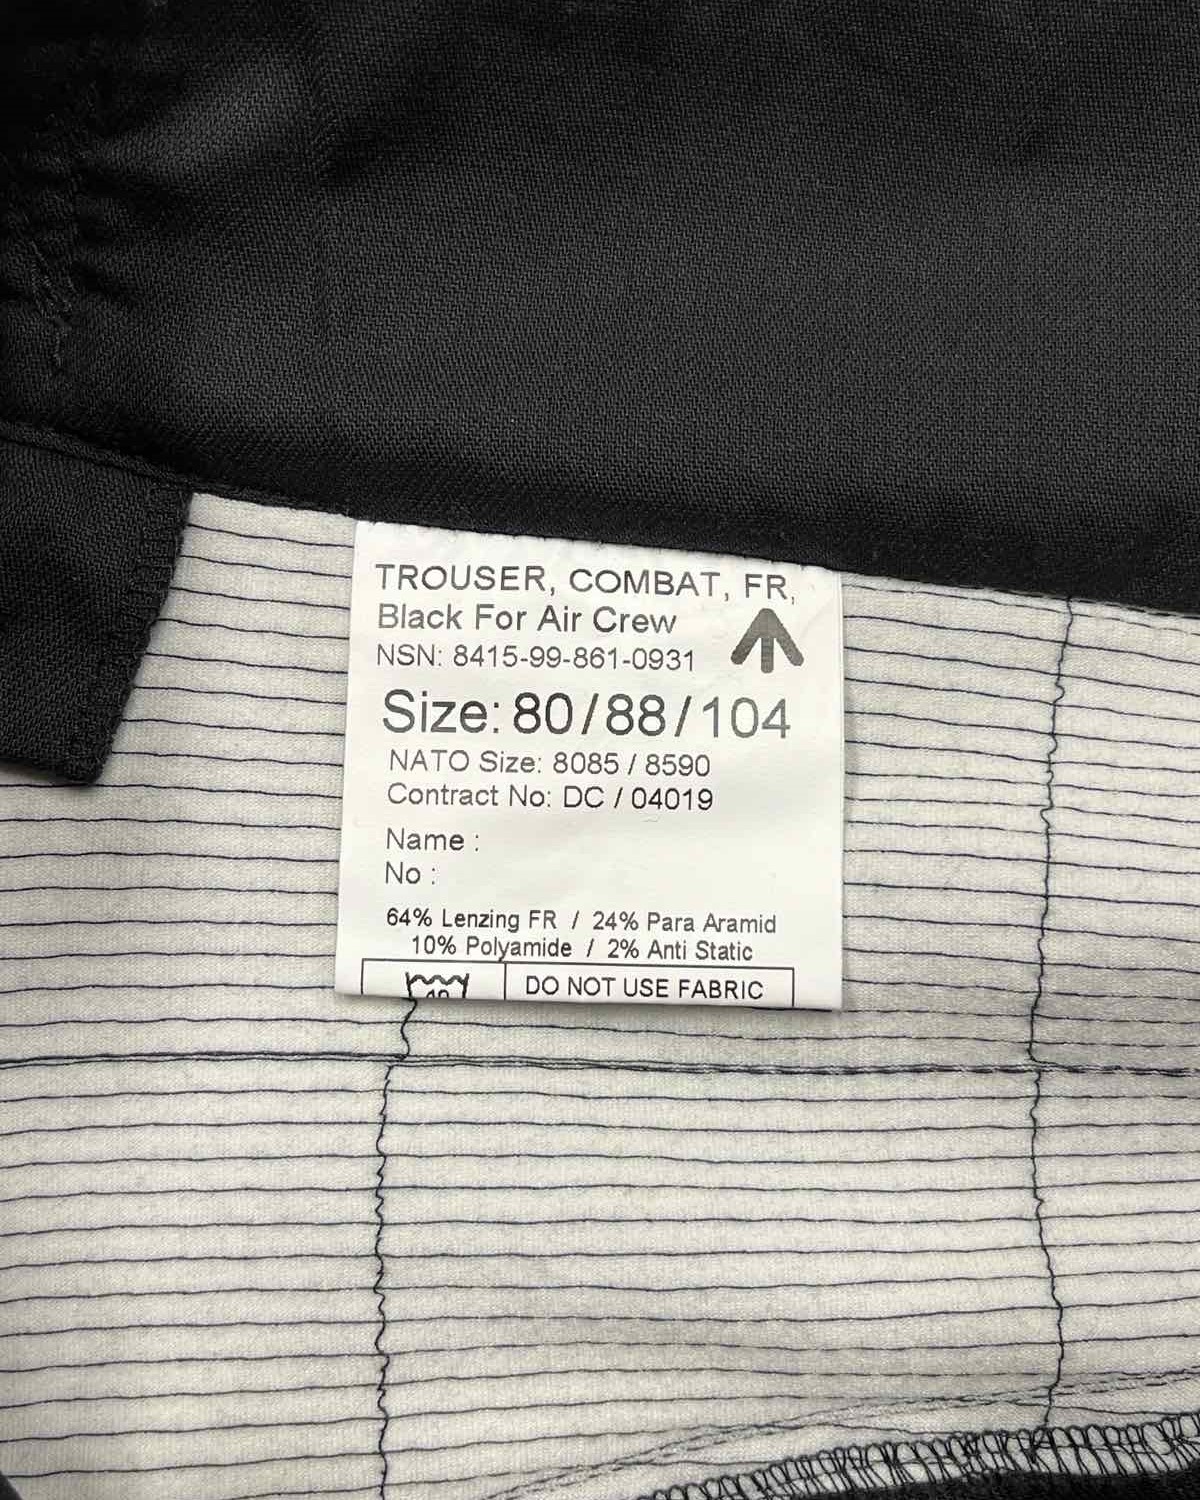 TROUSER, COMBAT, FR,
Black For Air Crew
NSN: 8415-99-861-0931
Size: 80/88/104
NATO Size: 8085 / 8590
Contract No: DC / 04019
Name :
No :
64% Lenzing FR / 24% Para Aramid
10% Polyamide / 2% Anti Static
DO NOT USE FABRIC